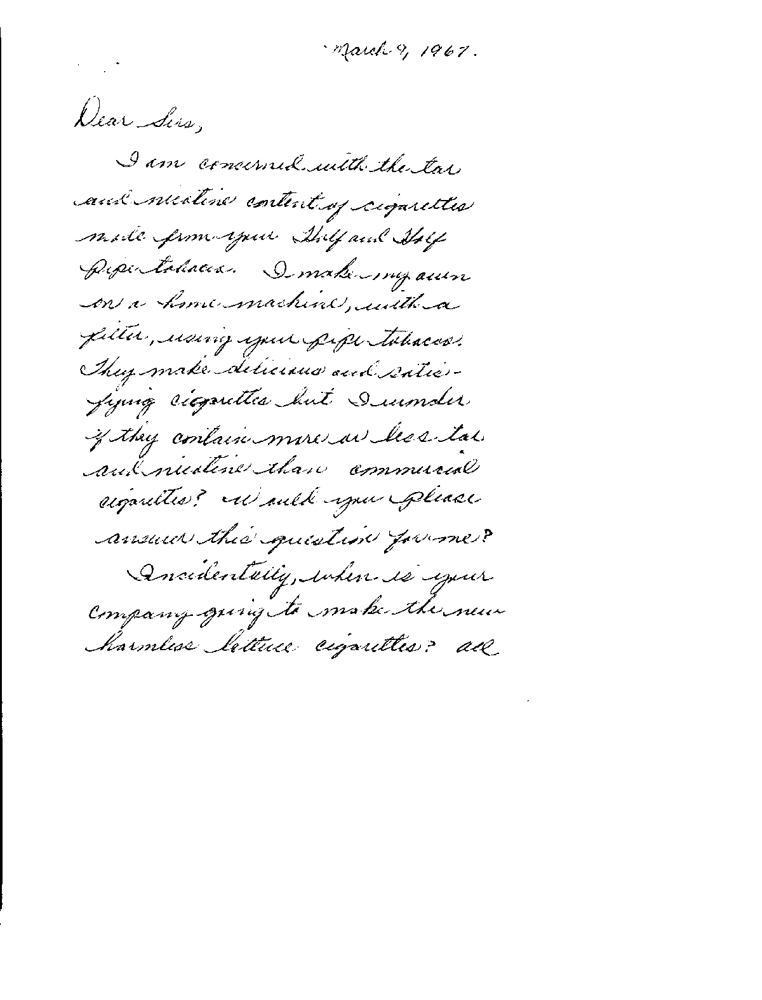 March 9, 1967.
Dear Sirs,
I am concerned with the tar
and nicotine content of cigarettes
made from your Half and Half
Pipe tobacco. I make my own
on a home machine, with a
filter, using your pipe tobacco.
They make delicious and satis-
fying cigarettes but I wonder
if they contain more or less tar
and nicotine than commercial
cigarettes? Would you please
answer this question for me?
Incidentally, when is your
company going to make the new
harmless lettuce cigarettes? All